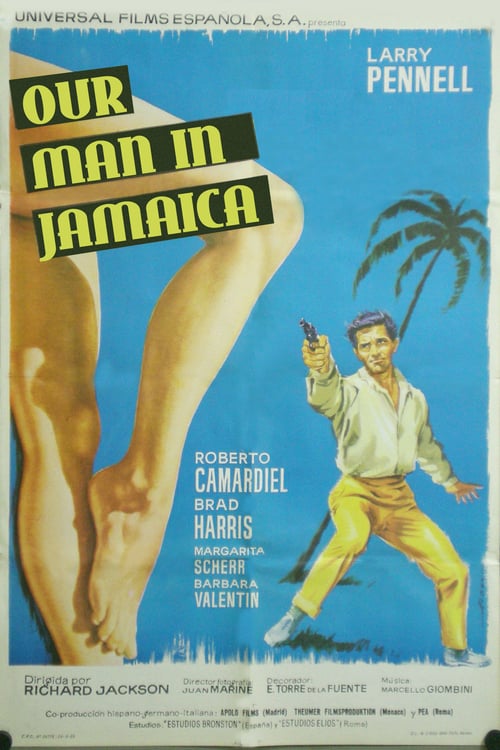 UNIVERSAL FILMS ESPAÑOLA, S.A. presenta
LARRY
PENNELL
OUR
MAN IN
JAMAICA
ROBERTO
CAMARDIEL
BRAD
HARRIS
MARGARITA
SCHERR
BARBARA
VALENTIN
Dirigida por
RICHARD JACKSON
Director fotografía
JUAN MARINE
Decorador:
E. TORRE DE LA FUENTE
Música:
MARCELLO GIOMBINI
Co-producción hispano-germano-italiana: APOLO FILMS (Madrid) THEUMER FILMSPRODUKTION (Monaco) y PEA (Roma)
Estudios: "ESTUDIOS BRONSTON" (España) y "ESTUDIOS ELIOS" (Roma)